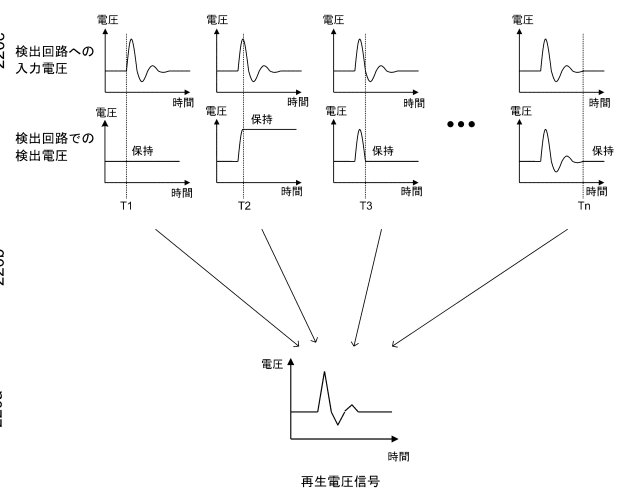 電圧
電圧
電圧
電圧
検出回路への
入力電圧
時間
時間
時間
時間
電圧
電圧
電圧
電圧
検出回路での
検出電圧
保持
保持
保持
保持
•••
時間
時間
時間
時間
T1
T2
T3
Tn
電圧
時間
再生電圧信号